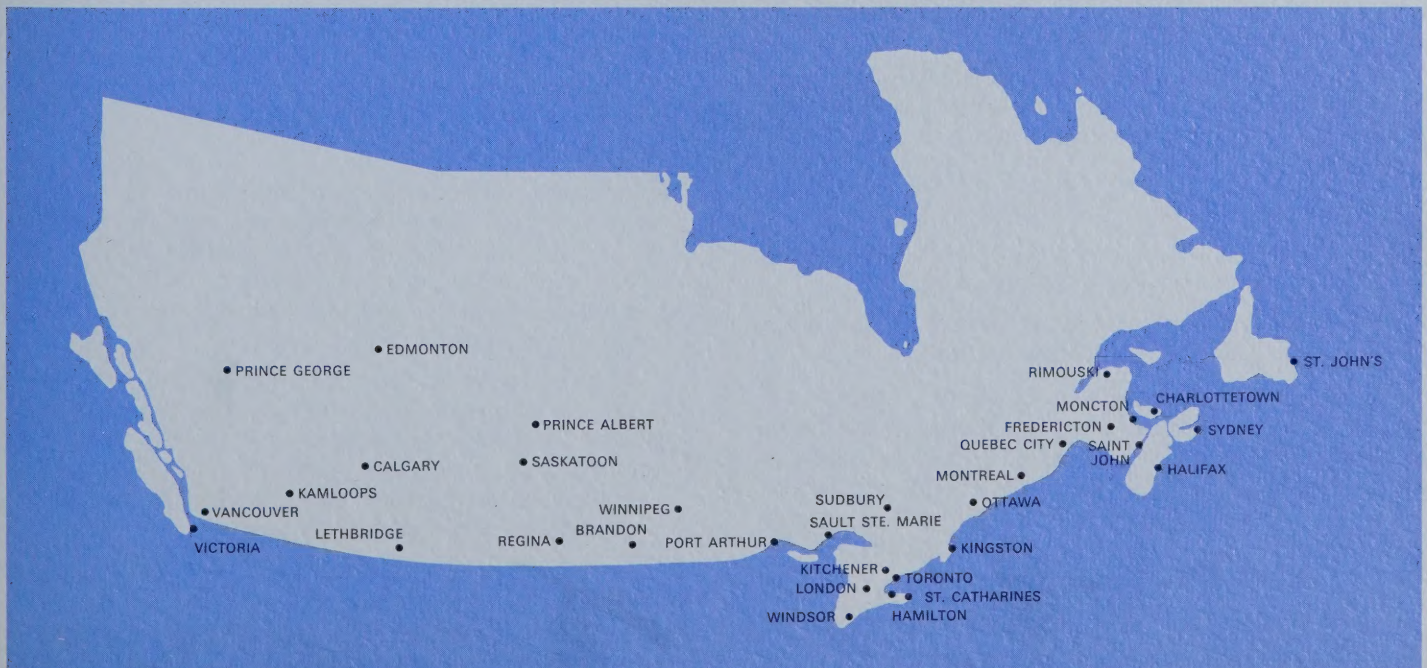 EDMONTON
PRINCE GEORGE
ST. JOHN'S
RIMOUSKI
CHARLOTTETOWN
MONCTON
PRINCE ALBERT
FREDERICTON
SYDNEY
QUEBEC CITY
SAINT
JOHN
SASKATOON
CALGARY
HALIFAX
MONTREAL
KAMLOOPS
SUDBURY
OTTAWA
VANCOUVER
WINNIPEG
SAULT STE. MARIE
BRANDON
LETHBRIDGE
REGINA
PORT ARTHUR
VICTORIA
KINGSTON
KITCHENER
TORONTO
LONDON
ST. CATHARINES
WINDSOR
HAMILTON